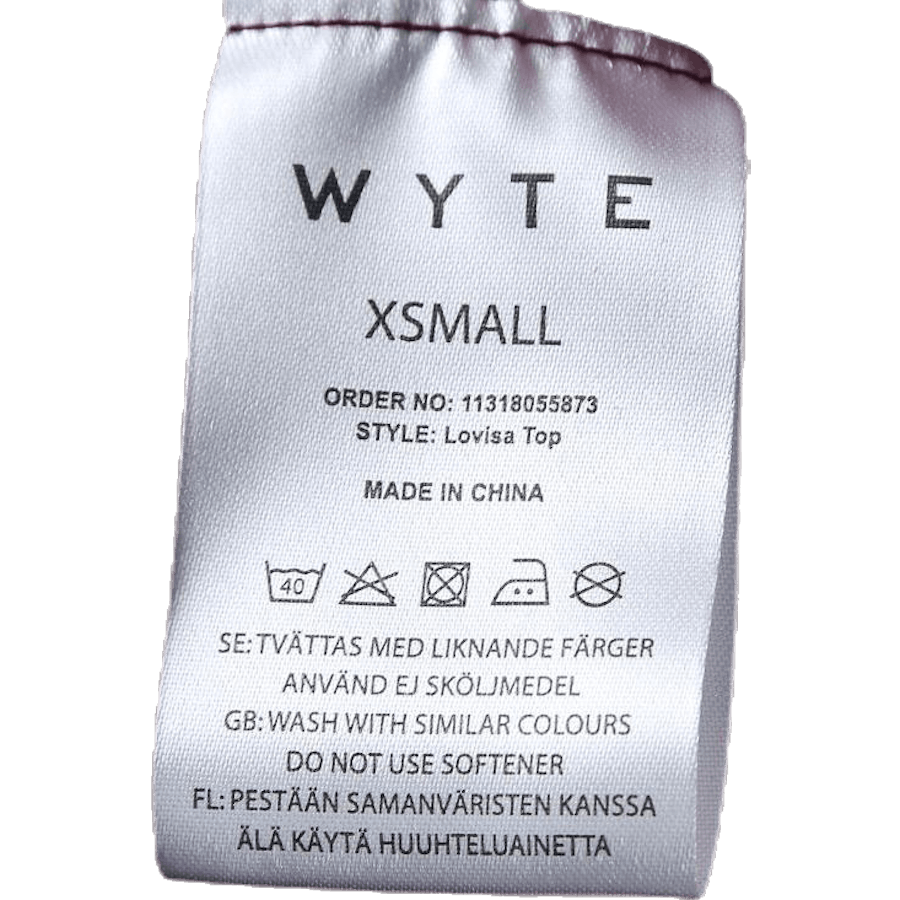 WYTE
XSMALL
ORDER NO: 11318055873
STYLE: Lovisa Top
MADE IN CHINA
40
SE: TVÄTTAS MED LIKNANDE FÄRGER
ANVÄND EJ SKÖLJMEDEL
GB: WASH WITH SIMILAR COLOURS
DO NOT USE SOFTENER
FL: PESTÄÄN SAMANVÄRISTEN KANSSA
ÄLÄ KÄYTÄ HUUHTELUAINETTA